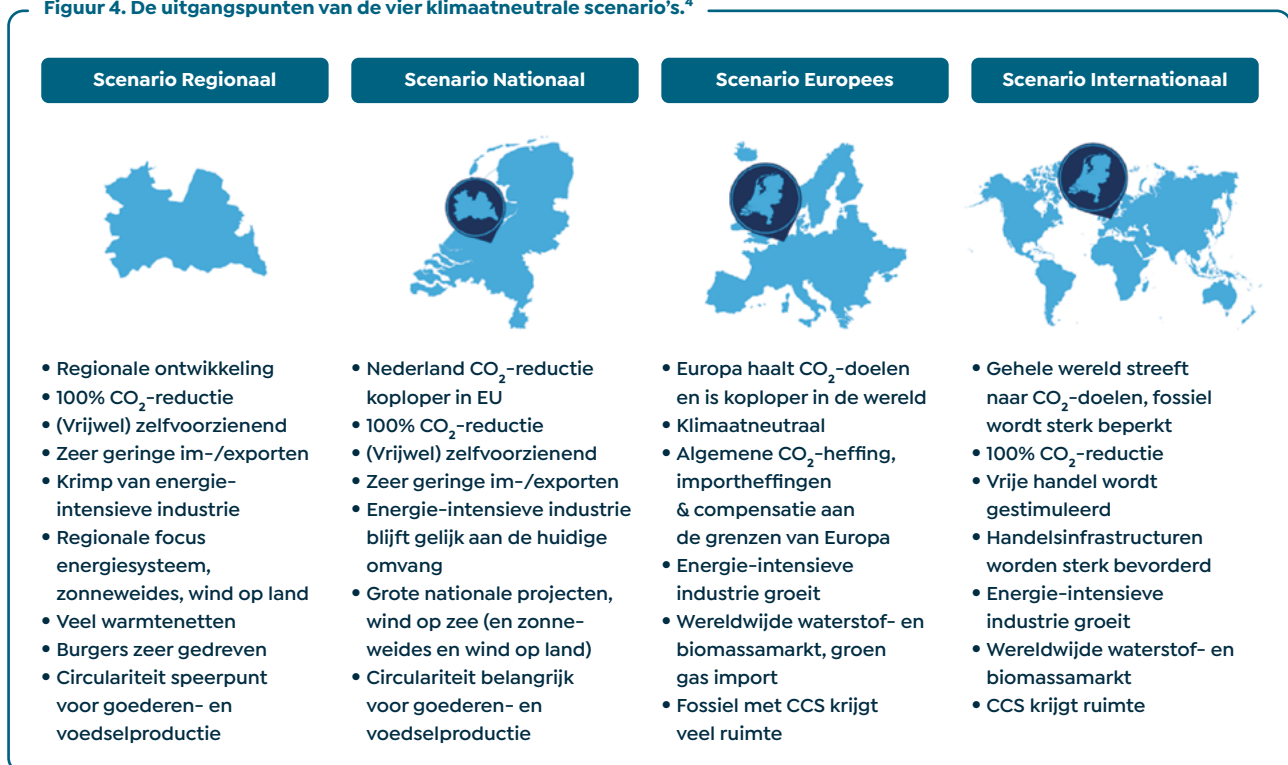 Figuur 4. De uitgangspunten van de vier klimaatneutrale scenario's.⁴
Scenario Regionaal
• Regionale ontwikkeling
• 100% CO₂-reductie
• (Vrijwel) zelfvoorzienend
• Zeer geringe im-/exporten
• Krimp van energie-
intensieve industrie
• Regionale focus
energiesysteem,
zonneweides, wind op land
• Veel warmtenetten
• Burgers zeer gedreven
• Circulariteit speerpunt
voor goederen- en
voedselproductie
Scenario Nationaal
• Nederland CO₂-reductie
koploper in EU
• 100% CO₂-reductie
• (Vrijwel) zelfvoorzienend
• Zeer geringe im-/exporten
• Energie-intensieve industrie
blijft gelijk aan de huidige
omvang
• Grote nationale projecten,
wind op zee (en zonne-
weides en wind op land)
• Circulariteit belangrijk
voor goederen- en
voedselproductie
Scenario Europees
• Europa haalt CO₂-doelen
en is koploper in de wereld
• Klimaatneutraal
• Algemene CO₂-heffing,
importheffingen
& compensatie aan
de grenzen van Europa
• Energie-intensieve
industrie groeit
• Wereldwijde waterstof- en
biomassamarkt, groen
gas import
• Fossiel met CCS krijgt
veel ruimte
Scenario Internationaal
• Gehele wereld streeft
naar CO₂-doelen, fossiel
wordt sterk beperkt
• 100% CO₂-reductie
• Vrije handel wordt
gestimuleerd
• Handelsinfrastructuren
worden sterk bevorderd
• Energie-intensieve
industrie groeit
• Wereldwijde waterstof- en
biomassamarkt
• CCS krijgt ruimte